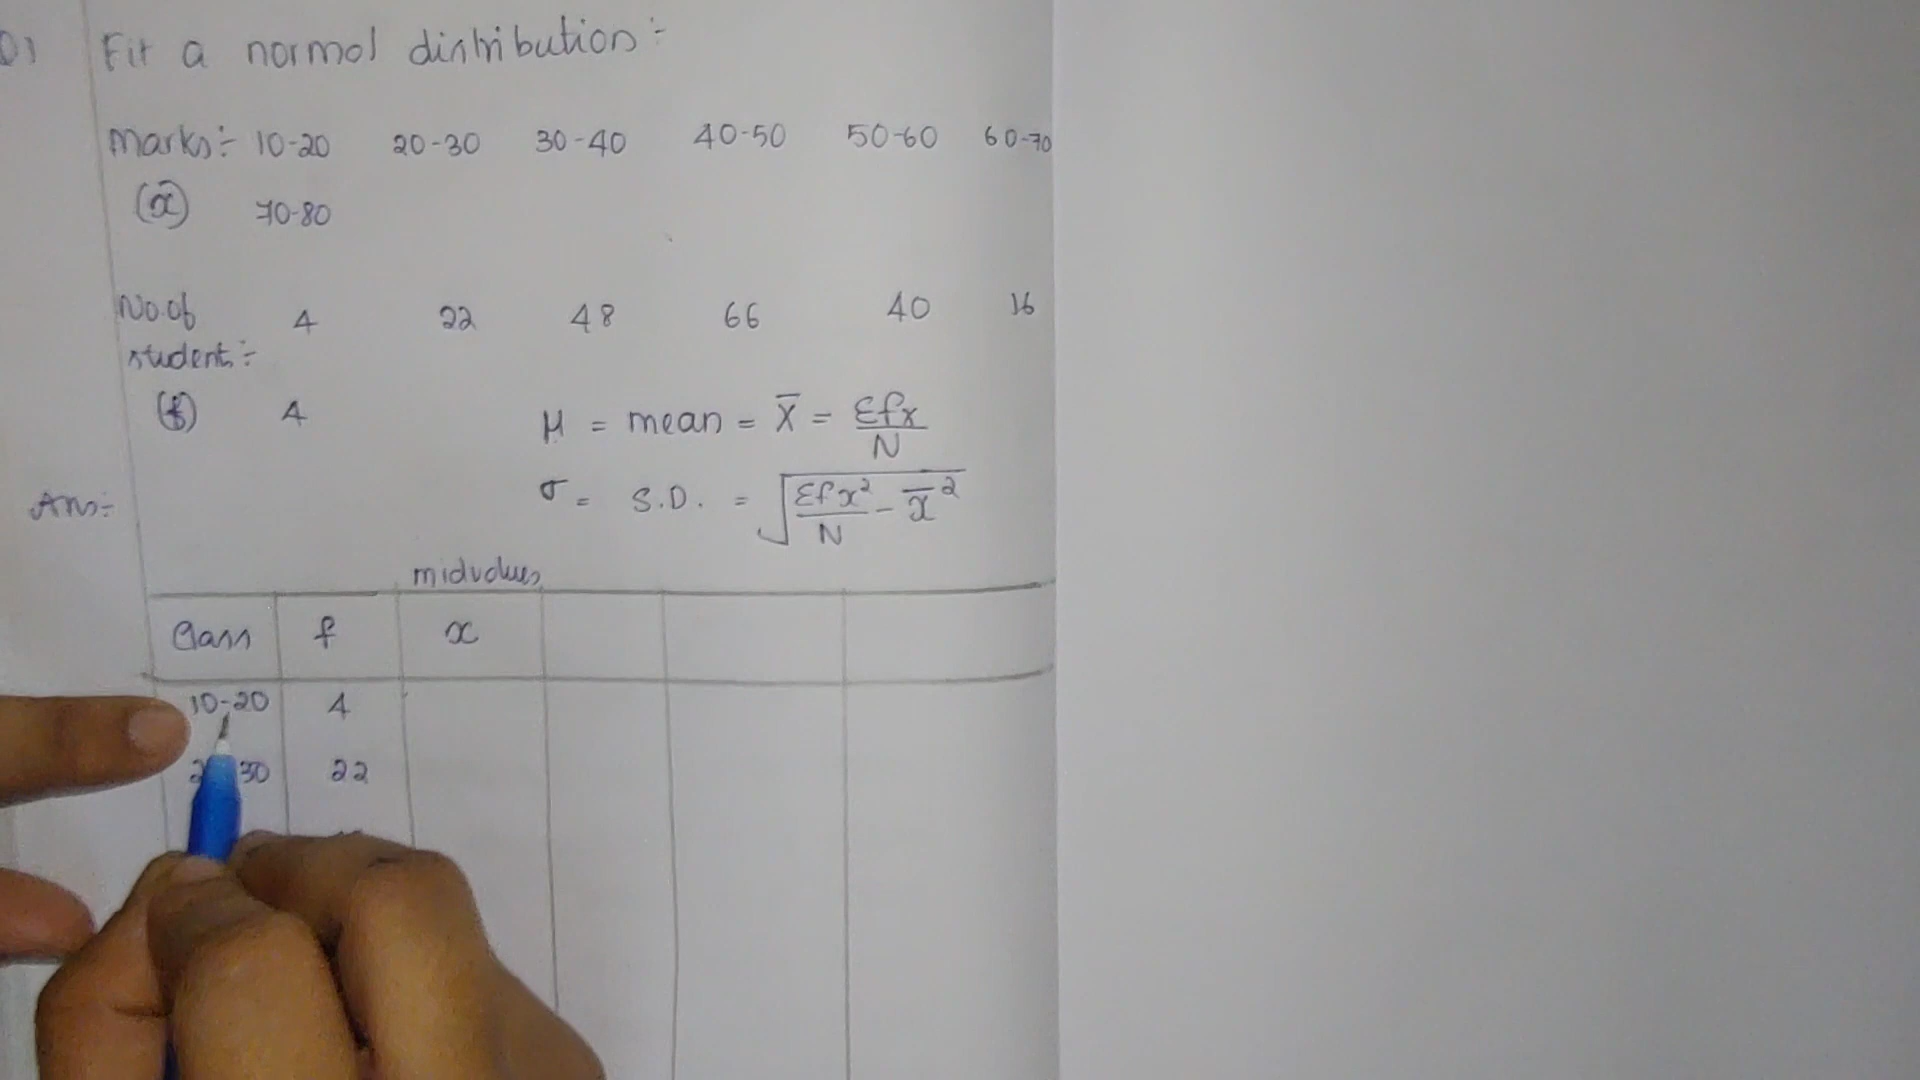 Fit a normal distribution :-
Marks :- 10-20 20-30 30-40 40-50 50-60 60-70
(x) 70-80
No. of 4 22 48 66 40 16
student :-
(f) 4
μ = mean = X̄ = Σfx / N
σ = S.D. = √(Σfx² / N - x̄²)
Ans :-
midvalues
Class f x
10-20 4
30 22